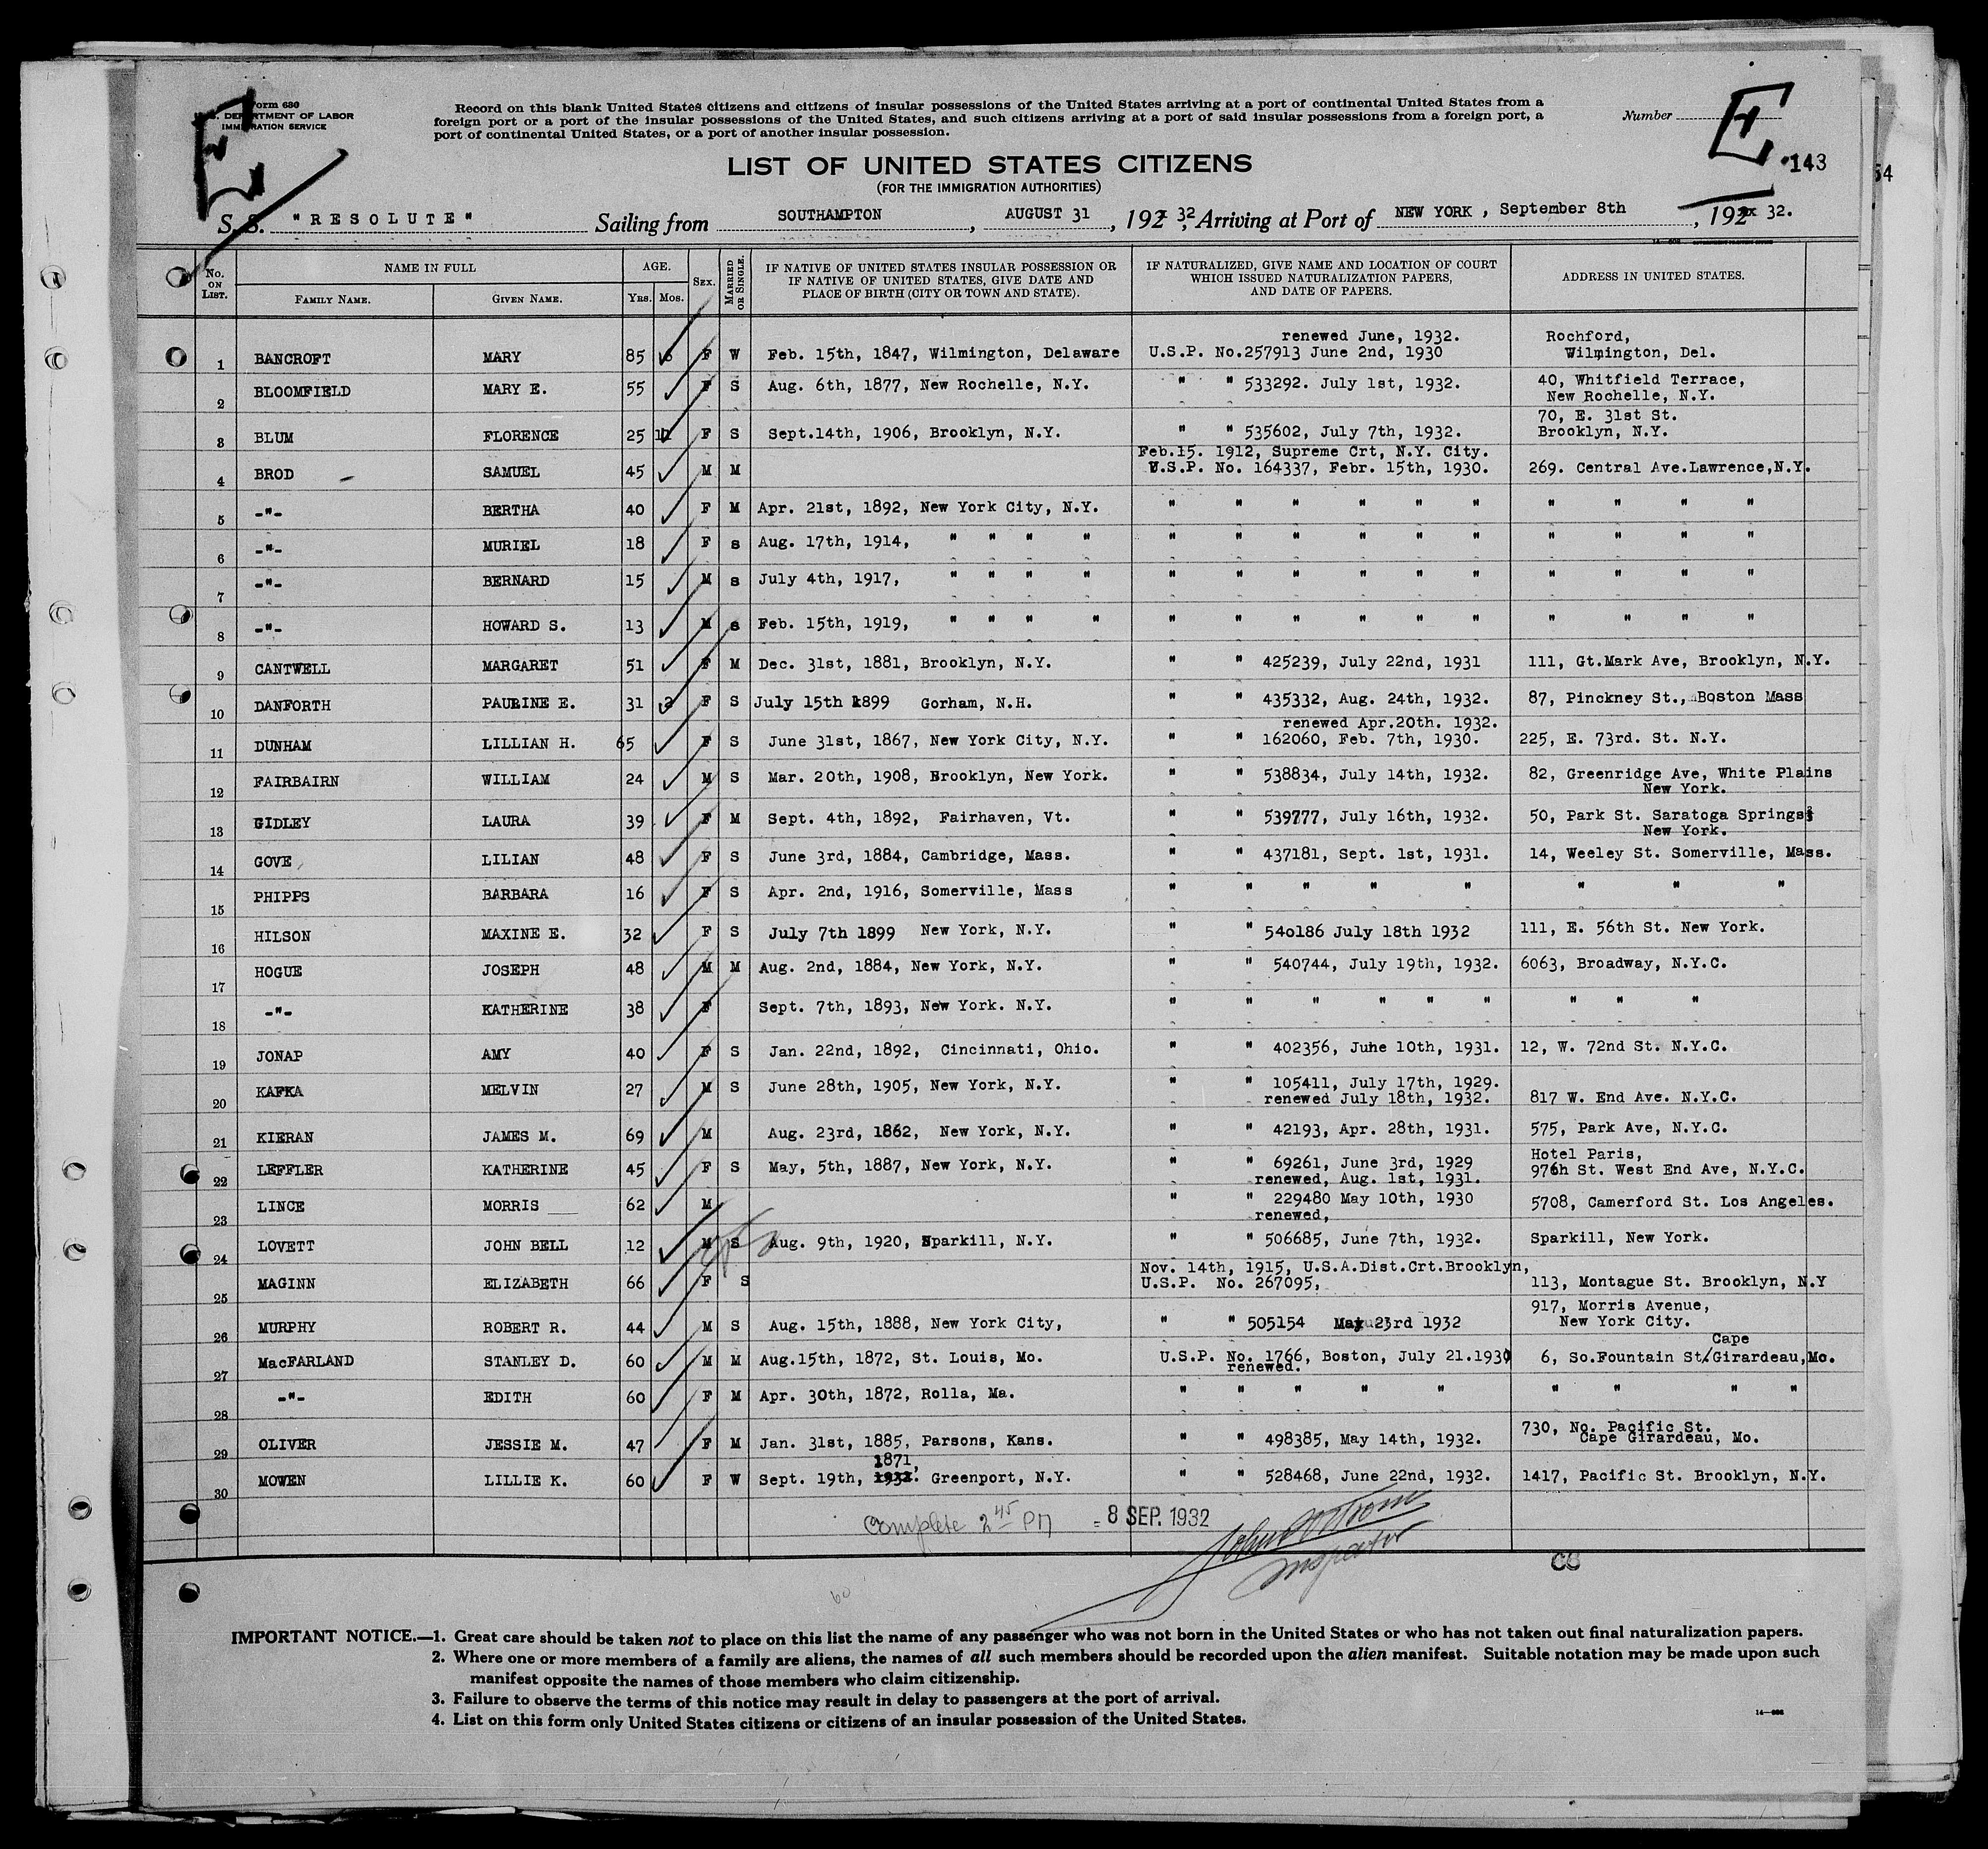 Form 630
U.S. DEPARTMENT OF LABOR
IMMIGRATION SERVICE
Record on this blank United States citizens and citizens of insular possessions of the United States arriving at a port of continental United States from a
foreign port or a port of the insular possessions of the United States, and such citizens arriving at a port of said insular possessions from a foreign port, a
port of continental United States, or a port of another insular possession.
Number
E E
143
54
LIST OF UNITED STATES CITIZENS
(FOR THE IMMIGRATION AUTHORITIES)
S. S. "RESOLUTE" Sailing from SOUTHAMPTON, AUGUST 31, 192 32, Arriving at Port of NEW YORK, September 8th, 192 32.
No. ON LIST. NAME IN FULL FAMILY NAME. GIVEN NAME. AGE. YRS. MOS. SEX. MARRIED OR SINGLE. IF NATIVE OF UNITED STATES INSULAR POSSESSION OR IF NATIVE OF UNITED STATES, GIVE DATE AND PLACE OF BIRTH (CITY OR TOWN AND STATE). IF NATURALIZED, GIVE NAME AND LOCATION OF COURT WHICH ISSUED NATURALIZATION PAPERS, AND DATE OF PAPERS. ADDRESS IN UNITED STATES.
renewed June, 1932. Rochford,
1 BANCROFT MARY 85 F W Feb. 15th, 1847, Wilmington, Delaware U.S.P. No.257913 June 2nd, 1930 Wilmington, Del.
2 BLOOMFIELD MARY E. 55 F S Aug. 6th, 1877, New Rochelle, N.Y. " " 533292. July 1st, 1932. 40, Whitfield Terrace,
New Rochelle, N.Y.
70, E. 31st St.
3 BLUM FLORENCE 25 11 F S Sept.14th, 1906, Brooklyn, N.Y. " " 535602, July 7th, 1932. Brooklyn, N.Y.
Feb.15. 1912, Supreme Crt, N.Y. City.
4 BROD SAMUEL 45 M M U.S.P. No. 164337, Febr. 15th, 1930. 269. Central Ave.Lawrence,N.Y.
5 -"- BERTHA 40 F M Apr. 21st, 1892, New York City, N.Y. " " " " " " " " " "
6 -"- MURIEL 18 F s Aug. 17th, 1914, " " " " " " " " " " " " " "
7 -"- BERNARD 15 M s July 4th, 1917, " " " " " " " " " " " " " "
8 -"- HOWARD S. 13 M s Feb. 15th, 1919, " " " " " " " " " " " " " "
9 CANTWELL MARGARET 51 F M Dec. 31st, 1881, Brooklyn, N.Y. " " 425239, July 22nd, 1931 111, Gt.Mark Ave, Brooklyn, N.Y.
10 DANFORTH PAULINE E. 31 2 F S July 15th 1899 Gorham, N.H. " " 435332, Aug. 24th, 1932. 87, Pinckney St., Boston Mass
renewed Apr.20th. 1932.
11 DUNHAM LILLIAN H. 65 F S June 31st, 1867, New York City, N.Y. " " 162060, Feb. 7th, 1930. 225, E. 73rd. St. N.Y.
12 FAIRBAIRN WILLIAM 24 M S Mar. 20th, 1908, Brooklyn, New York. " " 538834, July 14th, 1932. 82, Greenridge Ave, White Plains
New York.
13 GIDLEY LAURA 39 F M Sept. 4th, 1892, Fairhaven, Vt. " " 539777, July 16th, 1932. 50, Park St. Saratoga Springs,
New York.
14 GOVE LILIAN 48 F S June 3rd, 1884, Cambridge, Mass. " " 437181, Sept. 1st, 1931. 14, Weeley St. Somerville, Mass.
15 PHIPPS BARBARA 16 F S Apr. 2nd, 1916, Somerville, Mass " " " " " " " "
16 HILSON MAXINE E. 32 F S July 7th 1899 New York, N.Y. " " 540186 July 18th 1932 111, E. 56th St. New York.
17 HOGUE JOSEPH 48 M M Aug. 2nd, 1884, New York, N.Y. " " 540744, July 19th, 1932. 6063, Broadway, N.Y.C.
18 -"- KATHERINE 38 F Sept. 7th, 1893, New York. N.Y. " " " " " " " " "
19 JONAP AMY 40 F S Jan. 22nd, 1892, Cincinnati, Ohio. " " 402356, June 10th, 1931. 12, W. 72nd St. N.Y.C.
20 KAFKA MELVIN 27 M S June 28th, 1905, New York, N.Y. " " 105411, July 17th, 1929.
renewed July 18th, 1932. 817 W. End Ave. N.Y.C.
21 KIERAN JAMES M. 69 M Aug. 23rd, 1862, New York, N.Y. " " 42193, Apr. 28th, 1931. 575, Park Ave, N.Y.C.
Hotel Paris,
22 LEFFLER KATHERINE 45 F S May, 5th, 1887, New York, N.Y. " " 69261, June 3rd, 1929 97th St. West End Ave, N.Y.C.
renewed, Aug. 1st, 1931.
23 LINCE MORRIS 62 M " " 229480 May 10th, 1930 5708, Camerford St. Los Angeles.
renewed,
24 LOVETT JOHN BELL 12 M S Aug. 9th, 1920, Sparkill, N.Y. " " 506685, June 7th, 1932. Sparkill, New York.
Nov. 14th, 1915, U.S.A.Dist.Crt.Brooklyn,
25 MAGINN ELIZABETH 66 F S U.S.P. No. 267095, 113, Montague St. Brooklyn, N.Y
917, Morris Avenue,
26 MURPHY ROBERT R. 44 M S Aug. 15th, 1888, New York City, " " 505154 May 23rd 1932 New York City.
Cape
27 MacFARLAND STANLEY D. 60 M M Aug.15th, 1872, St. Louis, Mo. U.S.P. No. 1766, Boston, July 21.1930 6, So.Fountain St/Girardeau,Mo.
renewed.
28 -"- EDITH 60 F M Apr. 30th, 1872, Rolla, Ma. " " " " " " " " "
730, No. Pacific St.
29 OLIVER JESSIE M. 47 F M Jan. 31st, 1885, Parsons, Kans. " " 498385, May 14th, 1932. Cape Girardeau, Mo.
1871,
30 MOWEN LILLIE K. 60 F W Sept. 19th, 1932. Greenport, N.Y. " " 528468, June 22nd, 1932. 1417, Pacific St. Brooklyn, N.Y.
Complete 2 45 PM 8 SEP. 1932
Inspector
CC
60
IMPORTANT NOTICE.—1. Great care should be taken not to place on this list the name of any passenger who was not born in the United States or who has not taken out final naturalization papers.
2. Where one or more members of a family are aliens, the names of all such members should be recorded upon the alien manifest. Suitable notation may be made upon such
manifest opposite the names of those members who claim citizenship.
3. Failure to observe the terms of this notice may result in delay to passengers at the port of arrival.
4. List on this form only United States citizens or citizens of an insular possession of the United States.